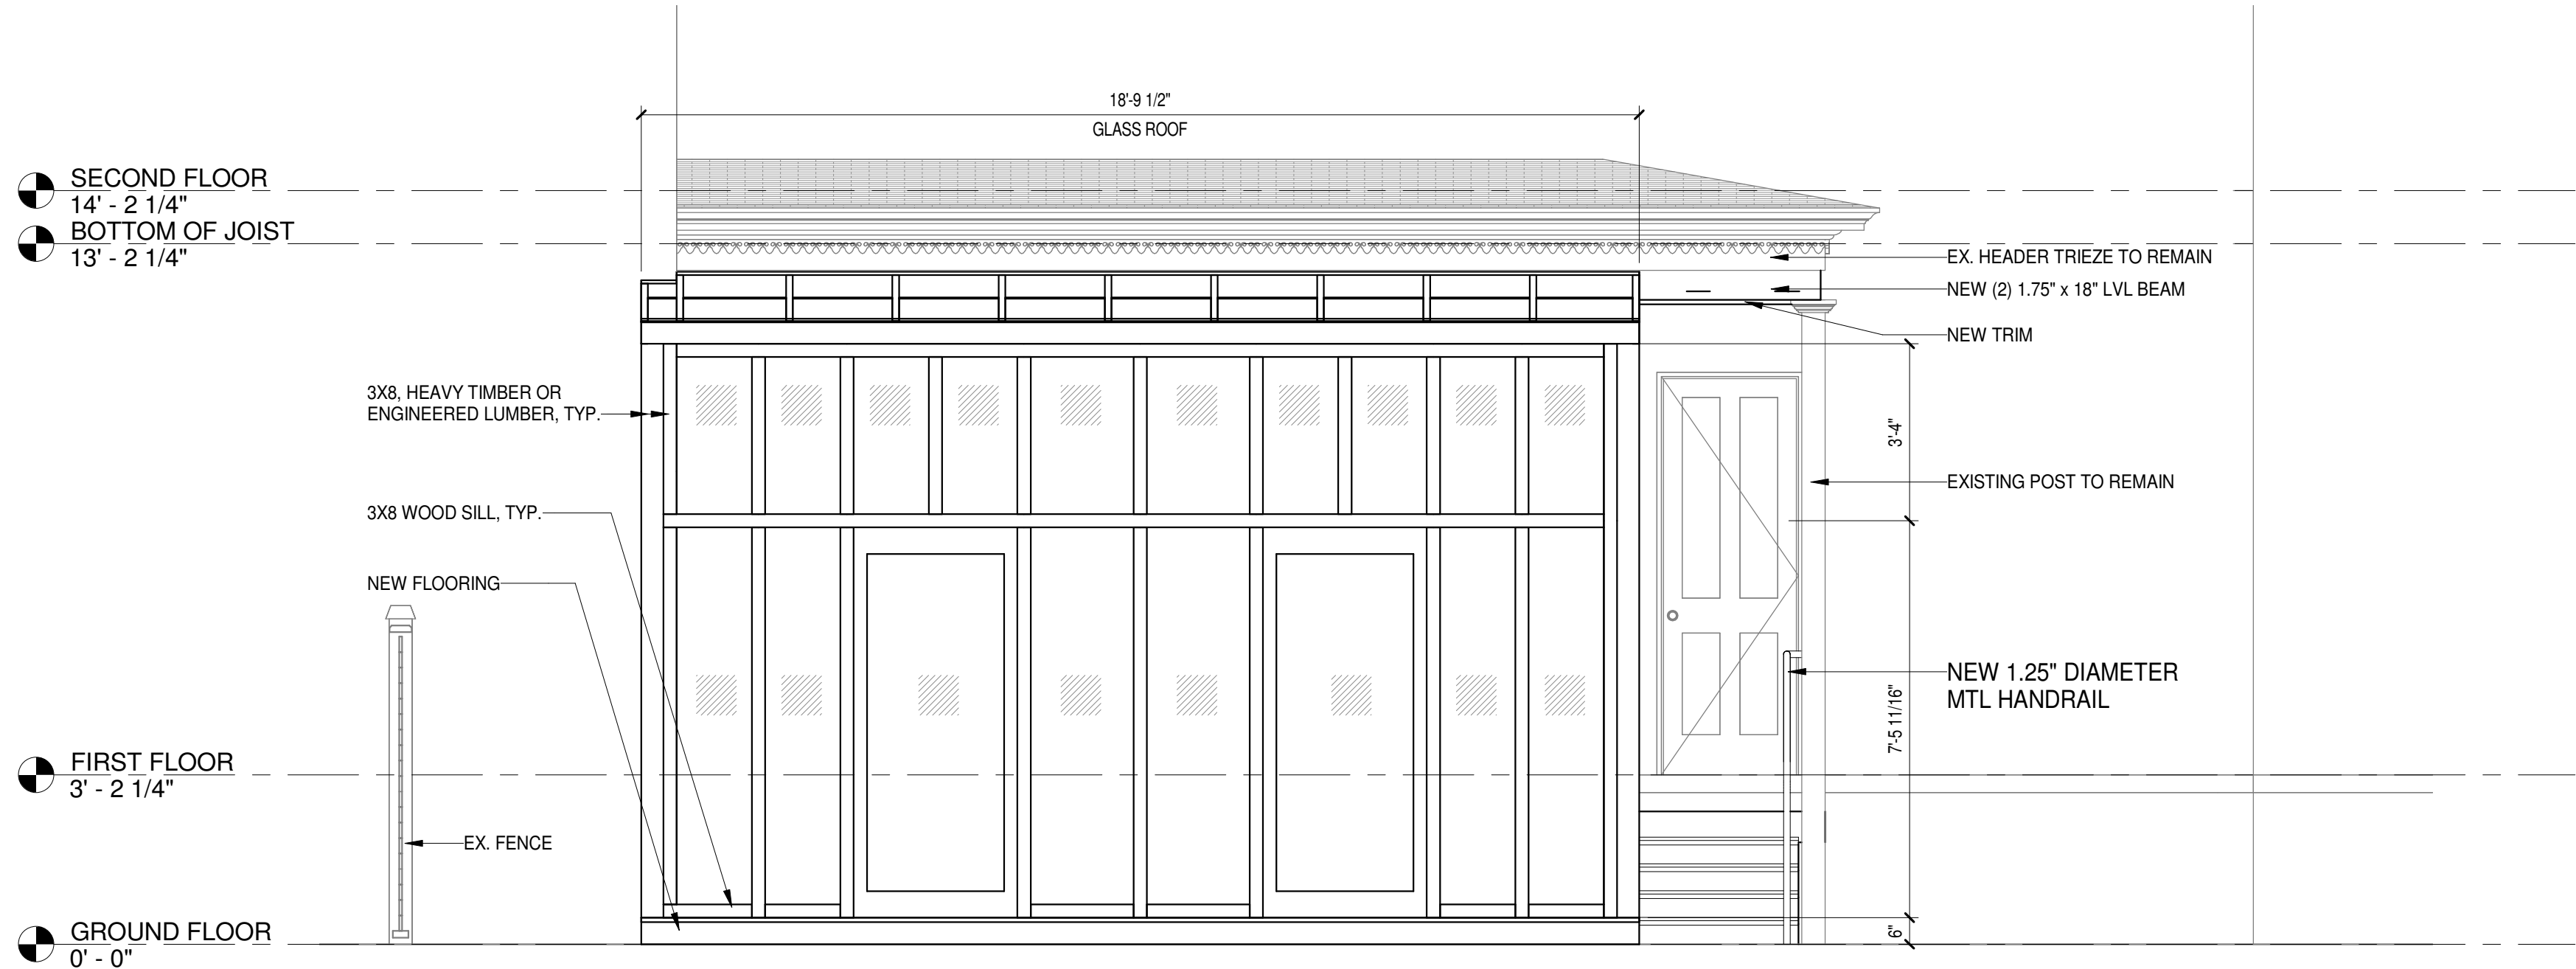 18'-9 1/2"
GLASS ROOF
SECOND FLOOR
14' - 2 1/4"
BOTTOM OF JOIST
13' - 2 1/4"
EX. HEADER TRIEZE TO REMAIN
NEW (2) 1.75" x 18" LVL BEAM
NEW TRIM
3X8, HEAVY TIMBER OR
ENGINEERED LUMBER, TYP.
3'-4"
EXISTING POST TO REMAIN
3X8 WOOD SILL, TYP.
NEW FLOORING
NEW 1.25" DIAMETER
MTL HANDRAIL
7'-5 11/16"
FIRST FLOOR
3' - 2 1/4"
EX. FENCE
GROUND FLOOR
0' - 0"
6"